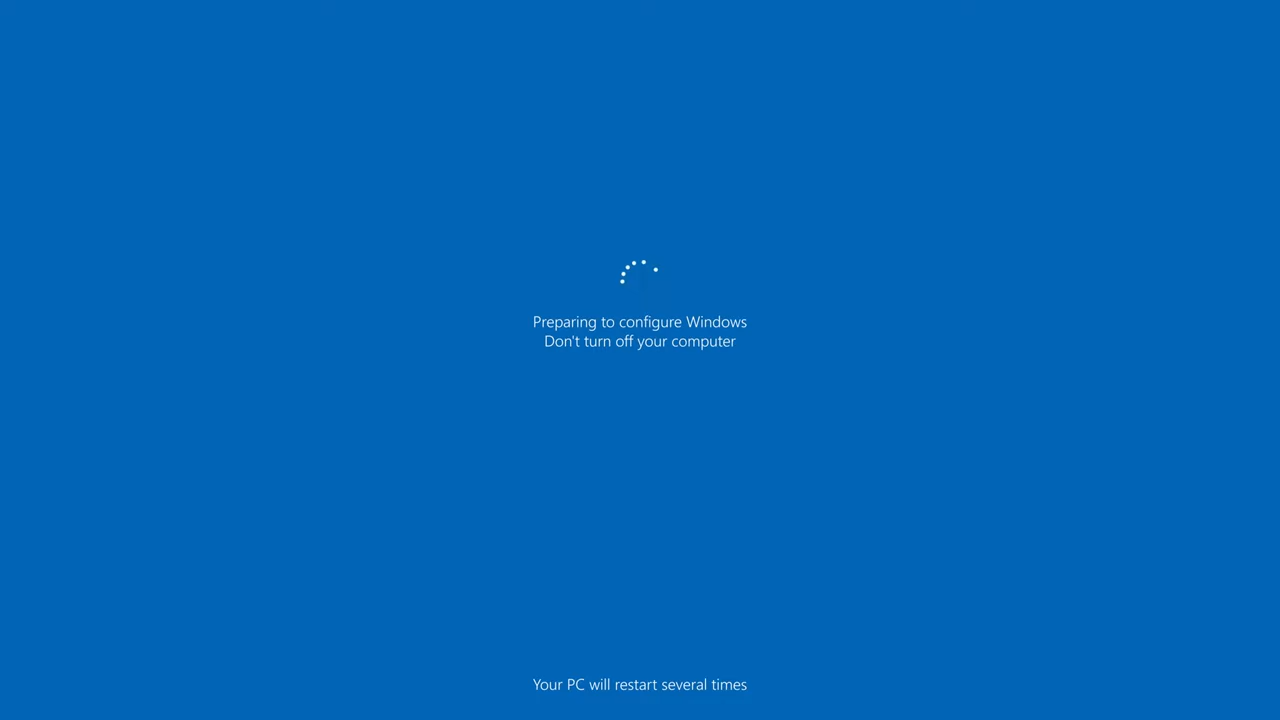 Preparing to configure Windows
Don't turn off your computer
Your PC will restart several times